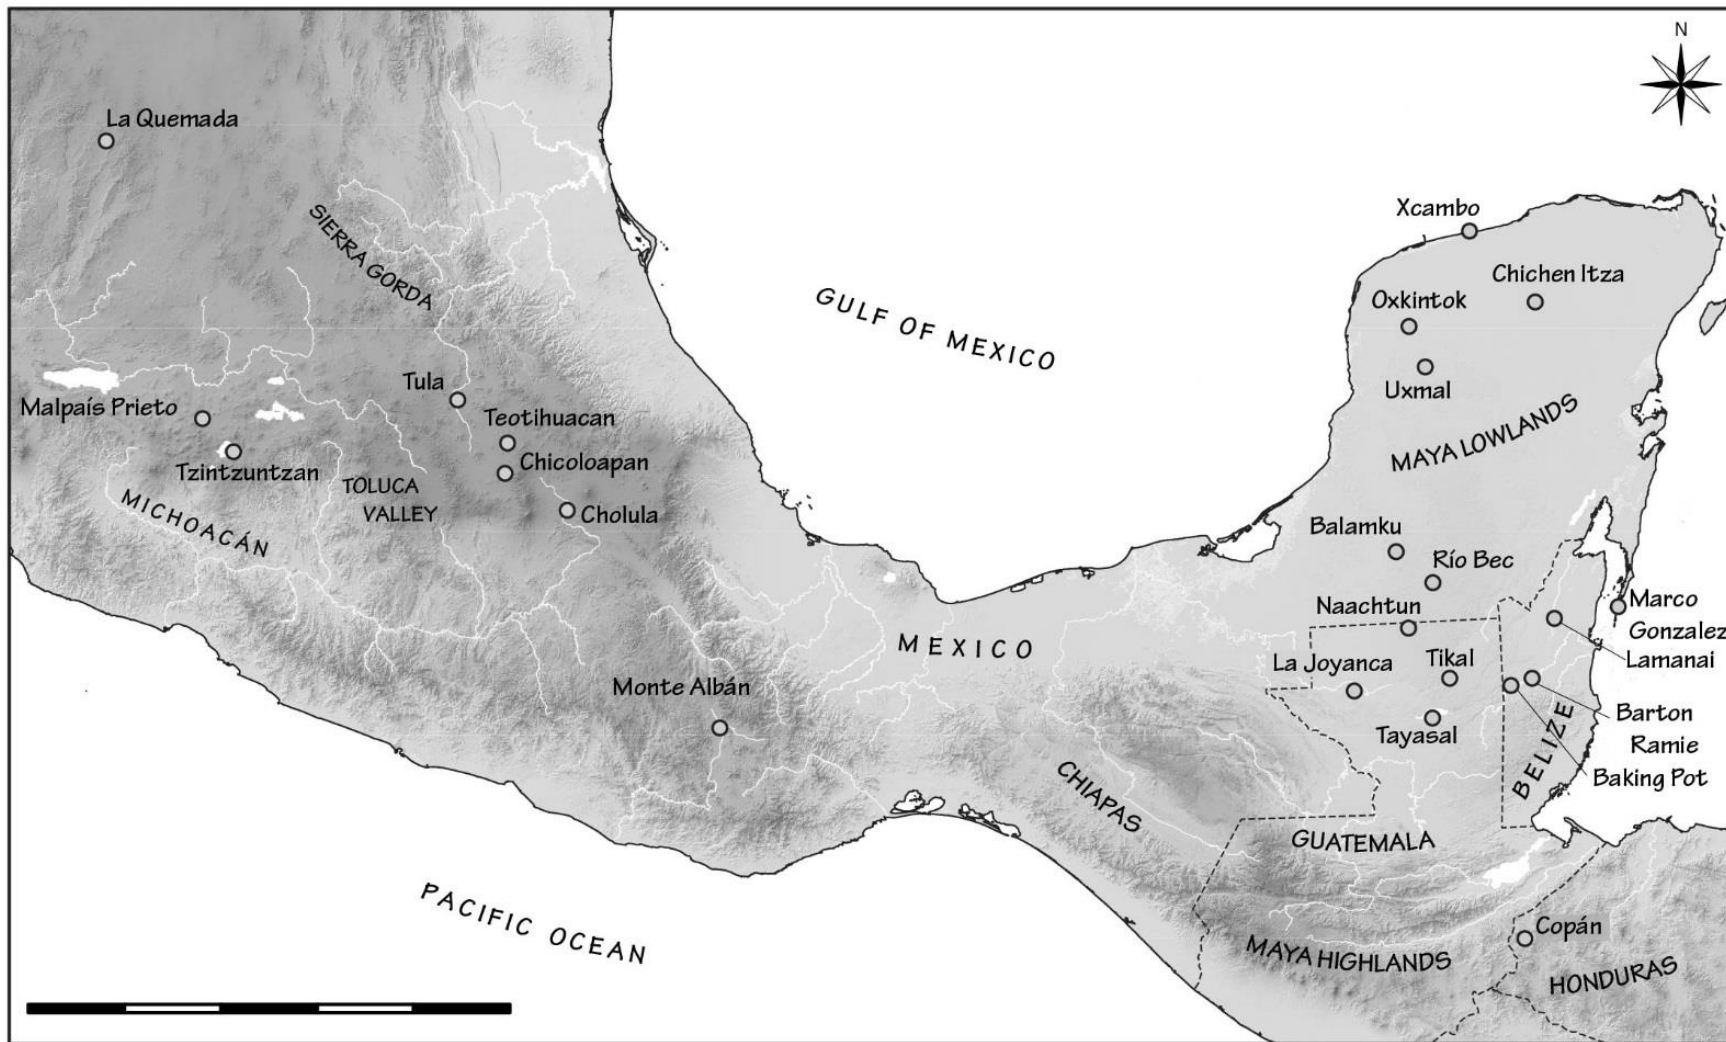 N
La Quemada
SIERRA GORDA
GULF OF MEXICO
Xcambo
Chichen Itza
Oxkintok
Uxmal
MAYA LOWLANDS
Tula
Malpaís Prieto
Teotihuacan
Tzintzuntzan
Chicoloapan
TOLUCA
VALLEY
Cholula
MICHOACÁN
Balamku
Río Bec
Naachtun
Marco
Gonzalez
MEXICO
La Joyanca
Tikal
Lamanai
Monte Albán
Tayasal
Barton
Ramie
BELIZE
Baking Pot
CHIAPAS
GUATEMALA
PACIFIC OCEAN
Copán
MAYA HIGHLANDS
HONDURAS